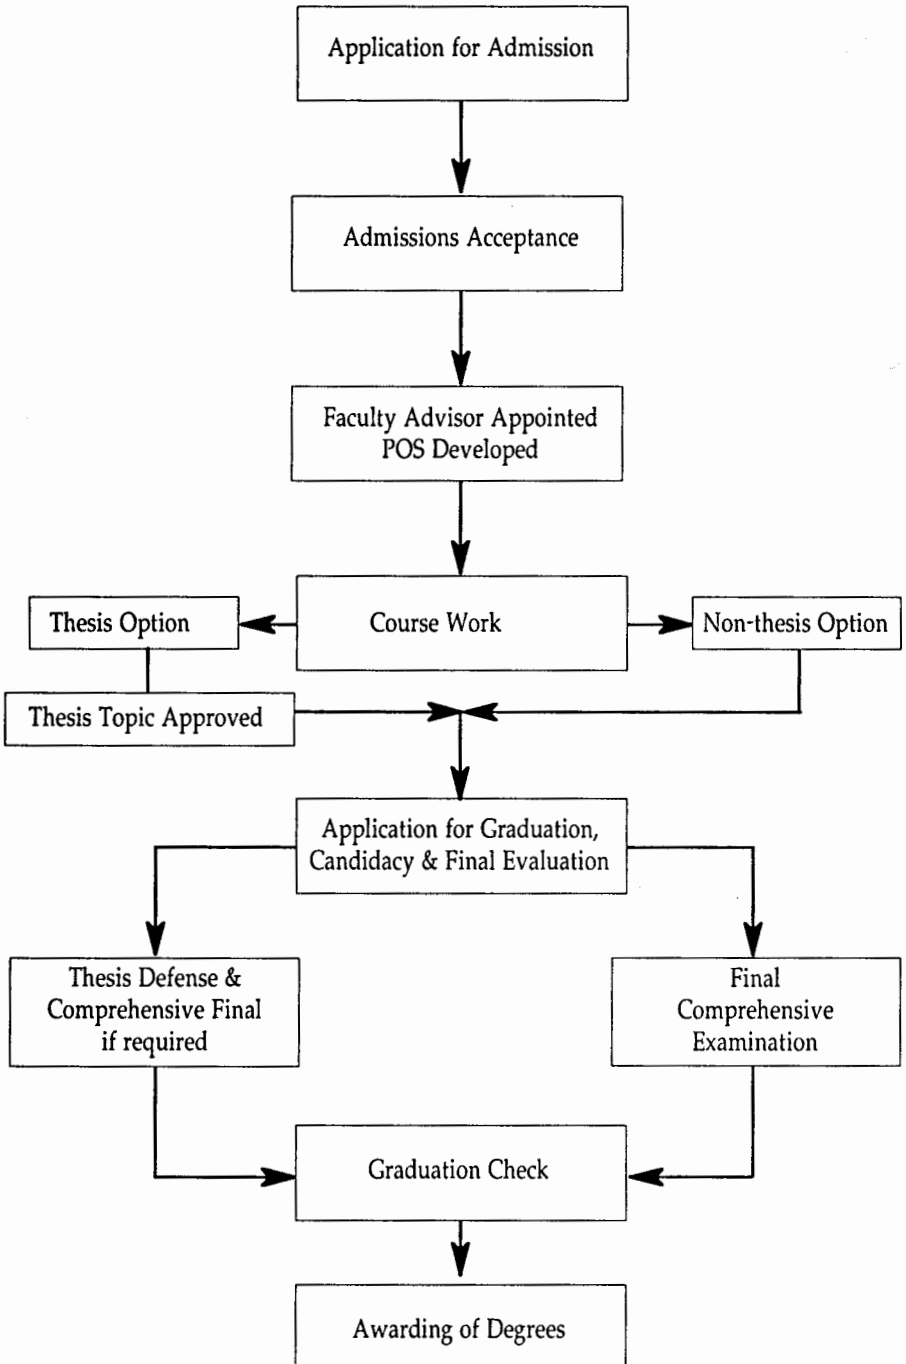 Application for Admission
Admissions Acceptance
Faculty Advisor Appointed
POS Developed
Thesis Option
Course Work
Non-thesis Option
Thesis Topic Approved
Application for Graduation,
Candidacy & Final Evaluation
Thesis Defense &
Comprehensive Final
if required
Final
Comprehensive
Examination
Graduation Check
Awarding of Degrees